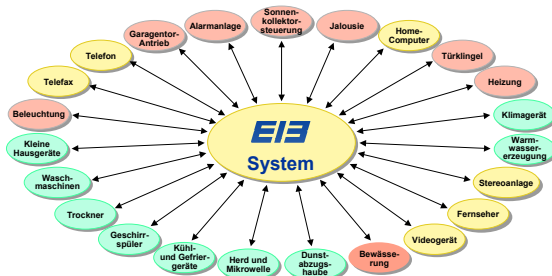 Sonnen-
kollektor-
steuerung
Alarmanlage
Jalousie
Garagentor-
Antrieb
Home-
Computer
Telefon
Türklingel
Telefax
Heizung
Beleuchtung
Klimagerät
EIB
System
Kleine
Hausgeräte
Warm-
wasser-
erzeugung
Wasch-
maschinen
Stereoanlage
Trockner
Fernseher
Geschirr-
spüler
Videogerät
Kühl-
und Gefrier-
geräte
Herd und
Mikrowelle
Dunst-
abzugs-
haube
Bewässe-
rung